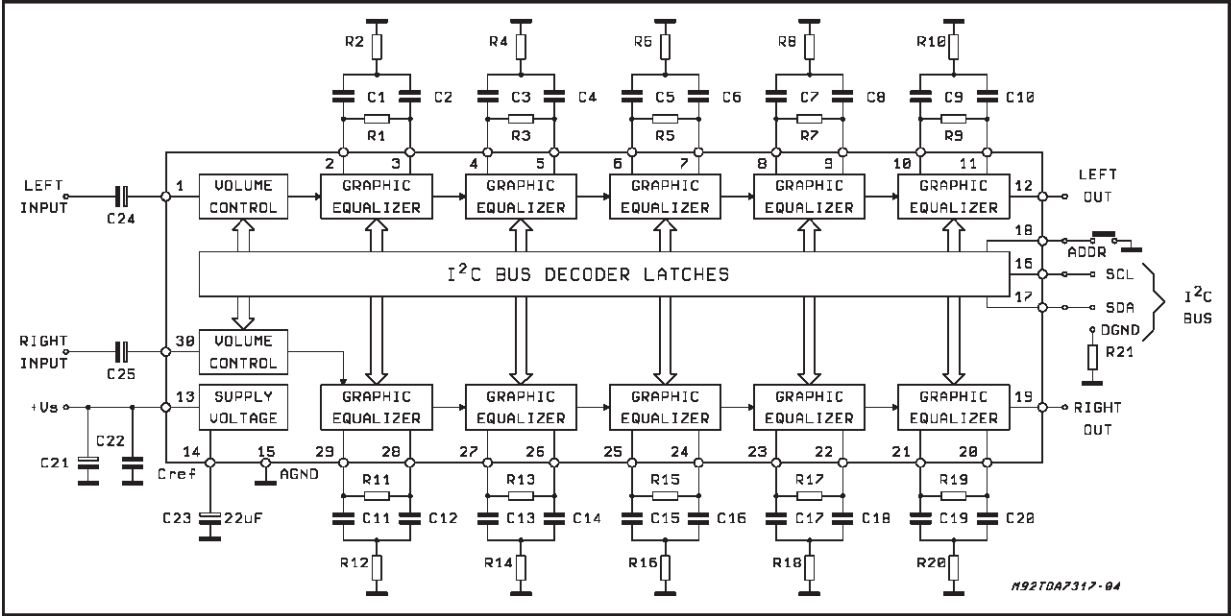 R2 R4 R6 R8 R10
C1 C2 C3 C4 C5 C6 C7 C8 C9 C10
R1 R3 R5 R7 R9
2 3 4 5 6 7 8 9 10 11
LEFT
INPUT
C24
1
VOLUME
CONTROL
GRAPHIC
EQUALIZER
GRAPHIC
EQUALIZER
GRAPHIC
EQUALIZER
GRAPHIC
EQUALIZER
GRAPHIC
EQUALIZER
12
LEFT
OUT
18
ADDR
I²C BUS DECODER LATCHES
16
SCL
17
SDA
I²C
BUS
DGND
R21
RIGHT
INPUT
C25
30
VOLUME
CONTROL
+Vs
13
SUPPLY
VOLTAGE
GRAPHIC
EQUALIZER
GRAPHIC
EQUALIZER
GRAPHIC
EQUALIZER
GRAPHIC
EQUALIZER
GRAPHIC
EQUALIZER
19
RIGHT
OUT
C21
C22
14 15 29 28 27 26 25 24 23 22 21 20
Cref
AGND
R11 R13 R15 R17 R19
C23
22uF
C11 C12 C13 C14 C15 C16 C17 C18 C19 C20
R12 R14 R16 R18 R20
M92TDA7317-04